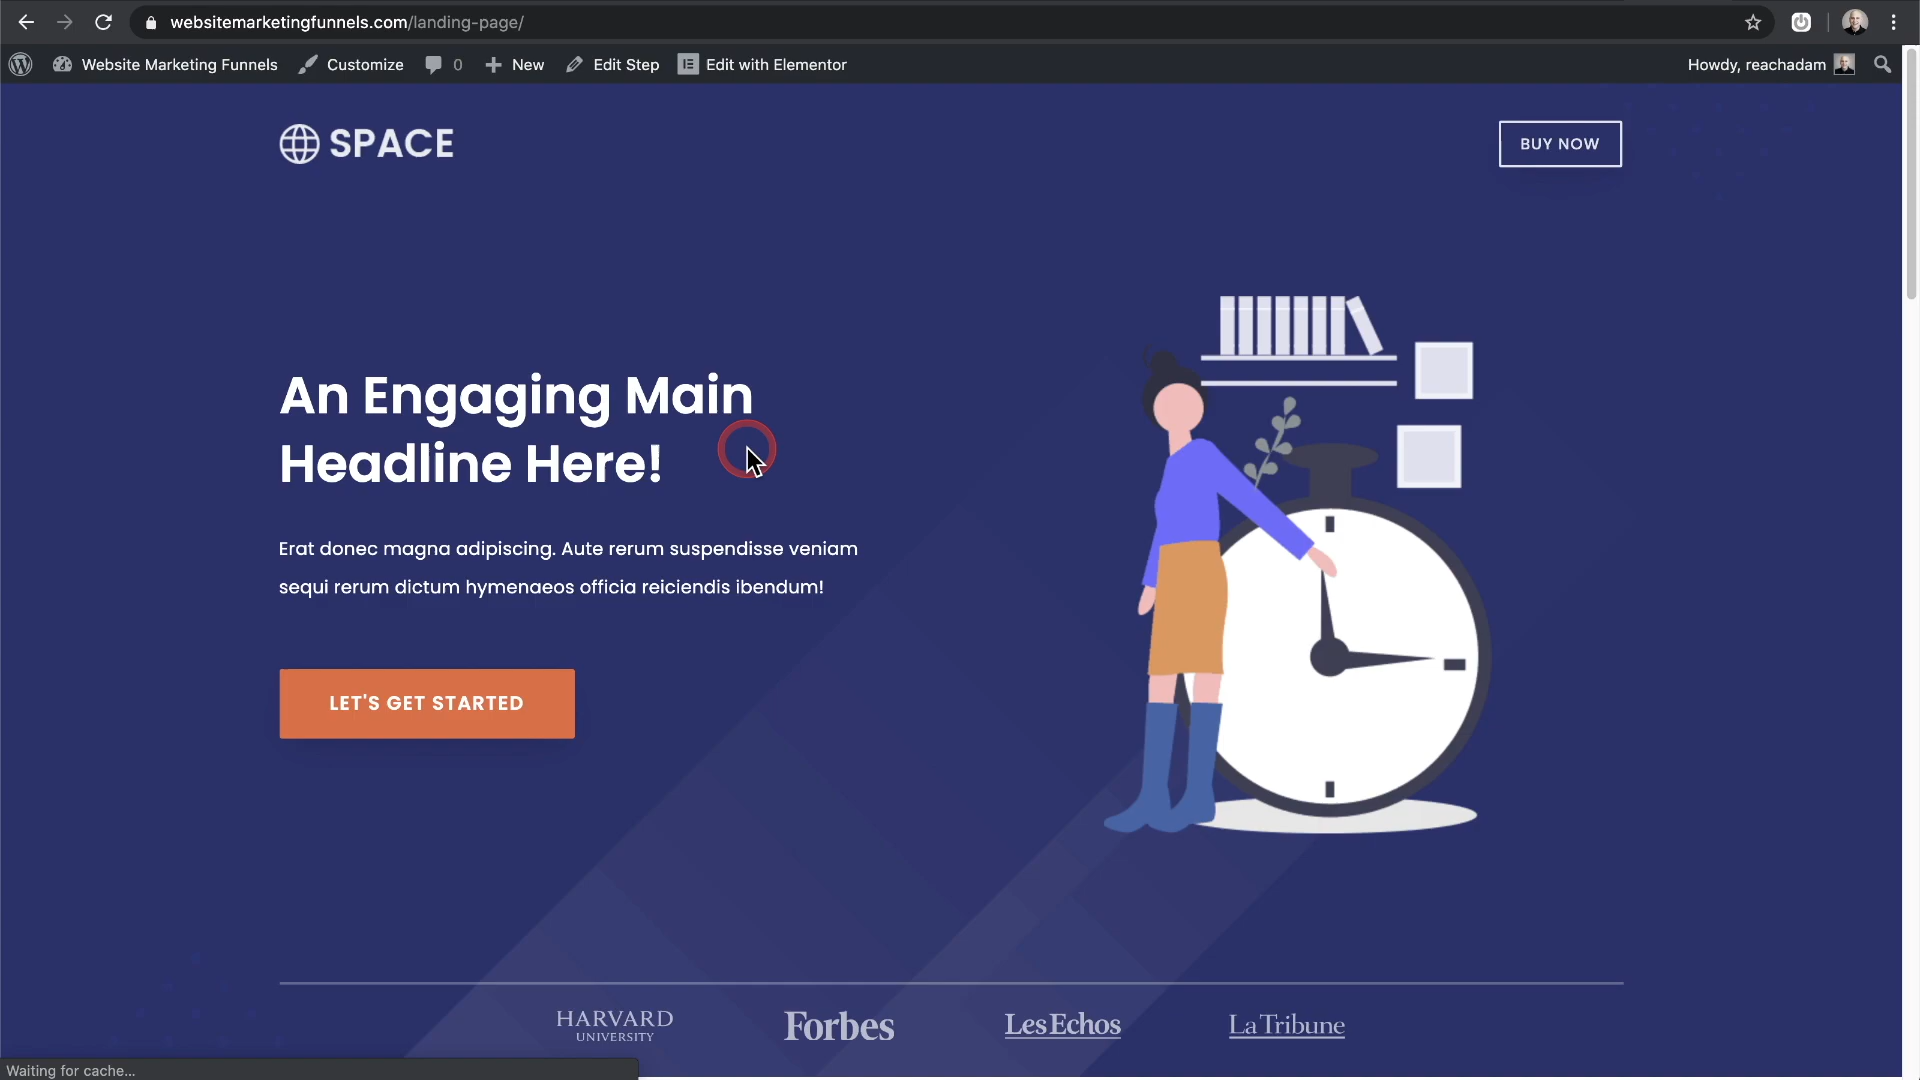 websitemarketingfunnels.com/landing-page/
Website Marketing Funnels Customize 0 New Edit Step Edit with Elementor Howdy, reachadam
SPACE
BUY NOW
An Engaging Main
Headline Here!
Erat donec magna adipiscing. Aute rerum suspendisse veniam
sequi rerum dictum hymenaeos officia reiciendis ibendum!
LET'S GET STARTED
HARVARD
UNIVERSITY
Forbes
Les Echos
La Tribune
Waiting for cache...